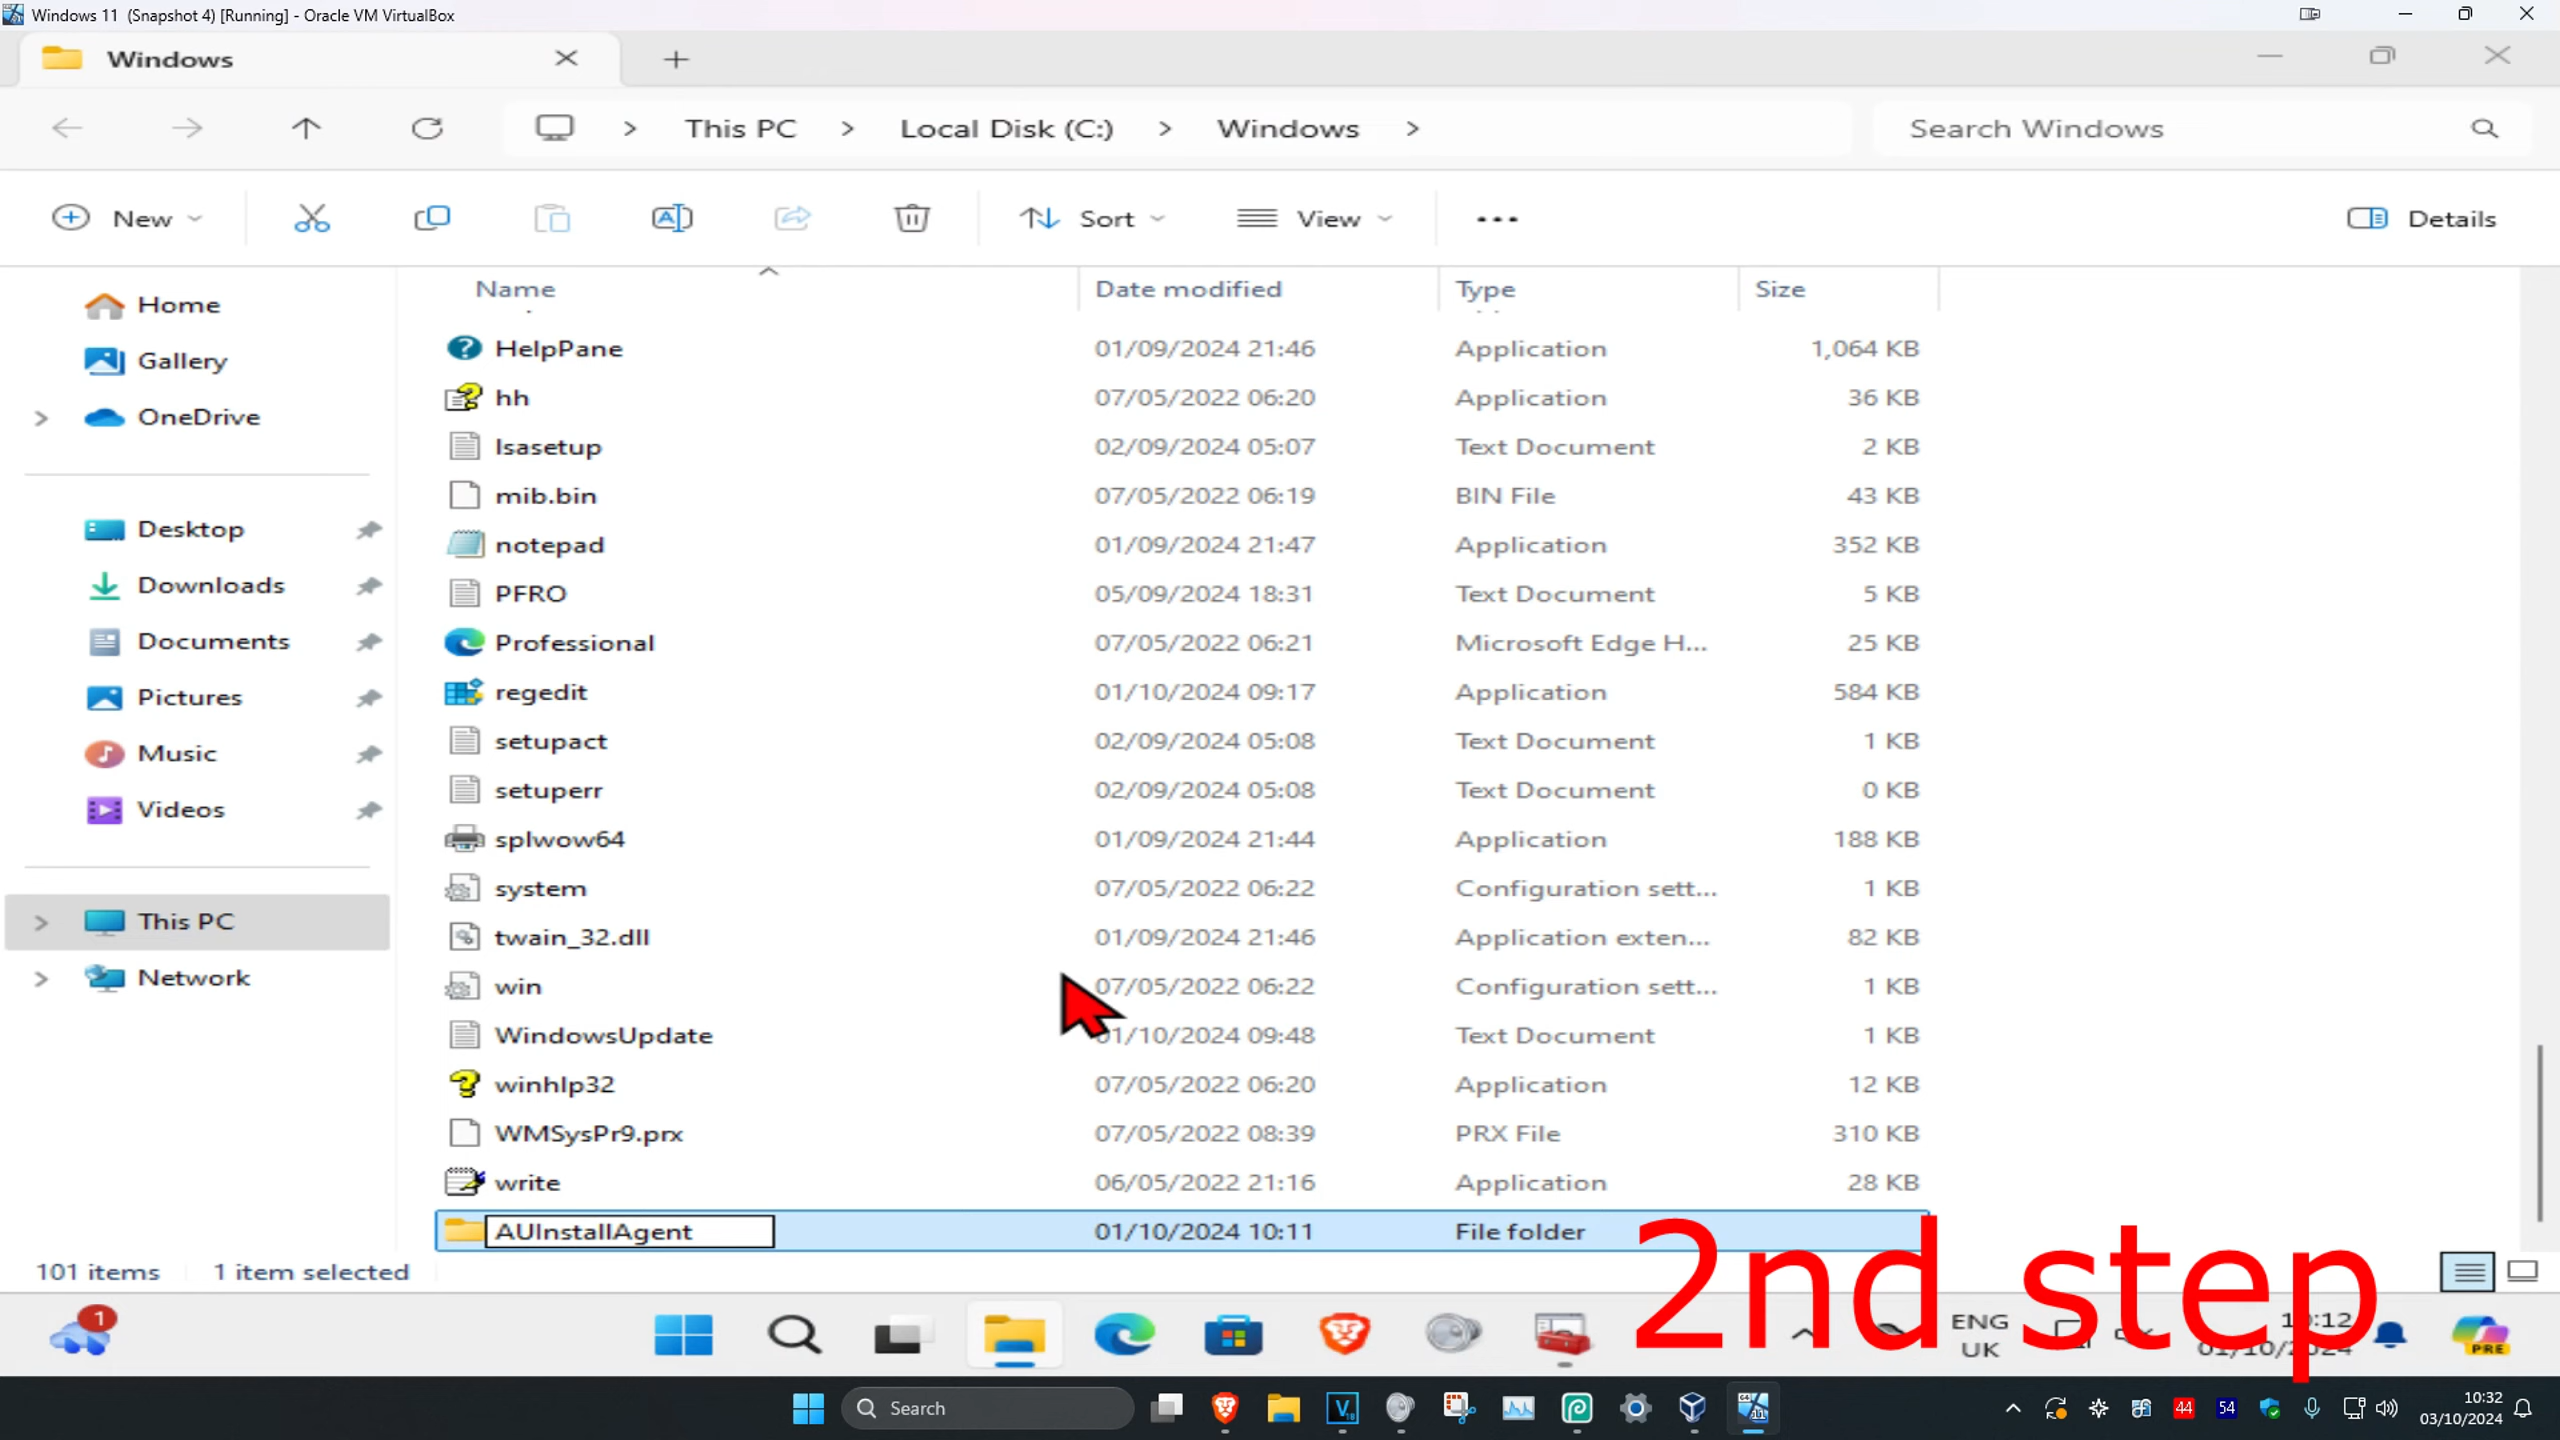 Windows 11 (Snapshot 4) [Running] - Oracle VM VirtualBox
Windows
This PC > Local Disk (C:) > Windows >
Search Windows
New
Sort
View
Details
Name Date modified Type Size
HelpPane 01/09/2024 21:46 Application 1,064 KB
hh 07/05/2022 06:20 Application 36 KB
lsasetup 02/09/2024 05:07 Text Document 2 KB
mib.bin 07/05/2022 06:19 BIN File 43 KB
notepad 01/09/2024 21:47 Application 352 KB
PFRO 05/09/2024 18:31 Text Document 5 KB
Professional 07/05/2022 06:21 Microsoft Edge H... 25 KB
regedit 01/10/2024 09:17 Application 584 KB
setupact 02/09/2024 05:08 Text Document 1 KB
setuperr 02/09/2024 05:08 Text Document 0 KB
splwow64 01/09/2024 21:44 Application 188 KB
system 07/05/2022 06:22 Configuration sett... 1 KB
twain_32.dll 01/09/2024 21:46 Application exten... 82 KB
win 07/05/2022 06:22 Configuration sett... 1 KB
WindowsUpdate 01/10/2024 09:48 Text Document 1 KB
winhlp32 07/05/2022 06:20 Application 12 KB
WMSysPr9.prx 07/05/2022 08:39 PRX File 310 KB
write 06/05/2022 21:16 Application 28 KB
AUInstallAgent 01/10/2024 10:11 File folder
Home
Gallery
OneDrive
Desktop
Downloads
Documents
Pictures
Music
Videos
This PC
Network
101 items 1 item selected
2nd step
1
ENG
UK
10:12
01/10/2024
PRE
Search
44
54
10:32
03/10/2024